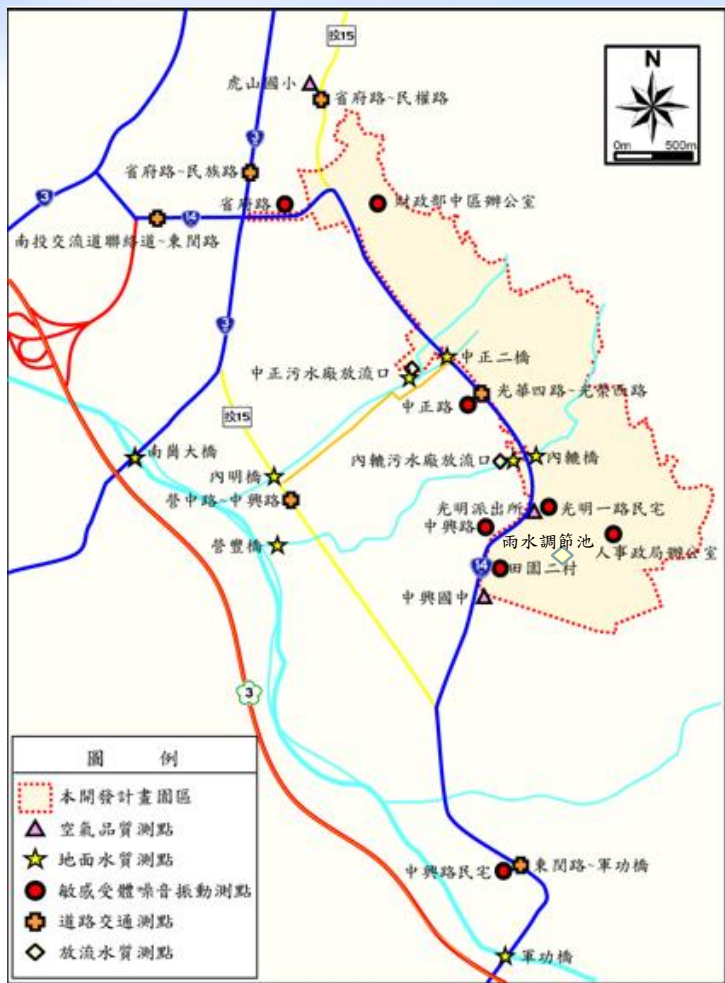 投15
N
0m 500m
虎山國小
省府路~民權路
3
省府路~民族路
3
省府路
財政部中區辦公室
14
南投交流道聯絡道~東閔路
3
中正二橋
中正污水廠放流口
光華四路~光榮西路
投15
中正路
南崗大橋
內轆污水廠放流口
內轆橋
內明橋
營中路~中興路
光明派出所
光明一路民宅
中興路
雨水調節池
營豐橋
人事政局辦公室
14
田園二村
中興國中
3
圖 例
本開發計畫園區
空氣品質測點
地面水質測點
敏感受體噪音振動測點
道路交通測點
放流水質測點
中興路民宅
東閔路~軍功橋
軍功橋